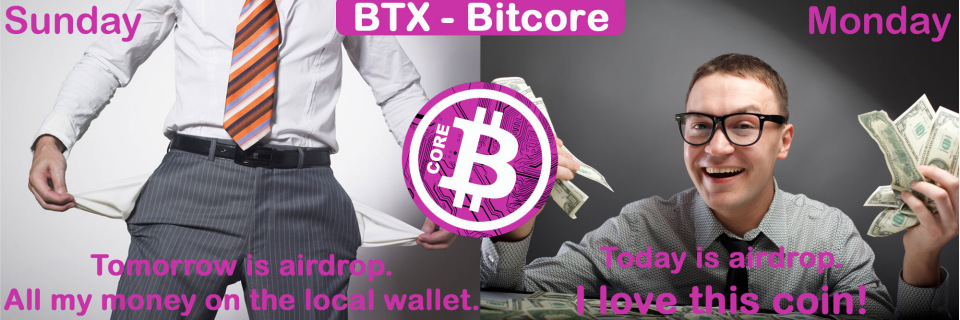 Sunday
BTX - Bitcore
Monday
CORE
Tomorrow is airdrop.
All my money on the local wallet.
Today is airdrop.
I love this coin!